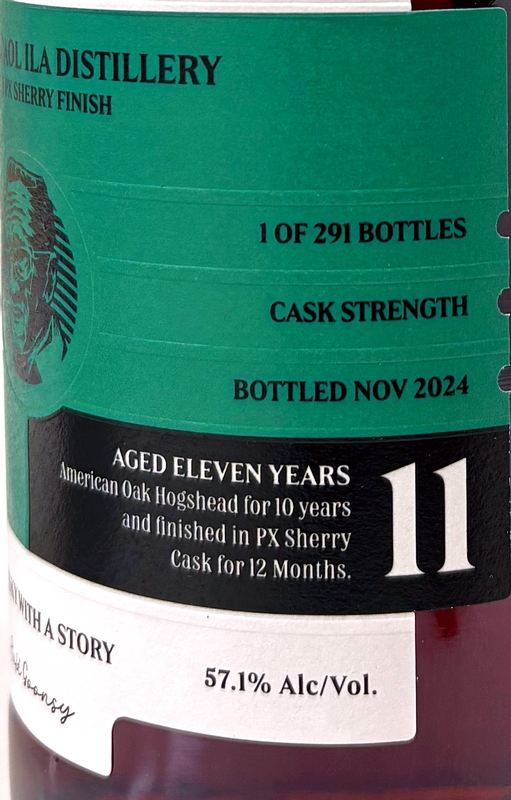 AOL ILA DISTILLERY
PX SHERRY FINISH
1 OF 291 BOTTLES
CASK STRENGTH
BOTTLED NOV 2024
AGED ELEVEN YEARS
American Oak Hogshead for 10 years
and finished in PX Sherry
Cask for 12 Months.
11
WITH A STORY
57.1% Alc/Vol.